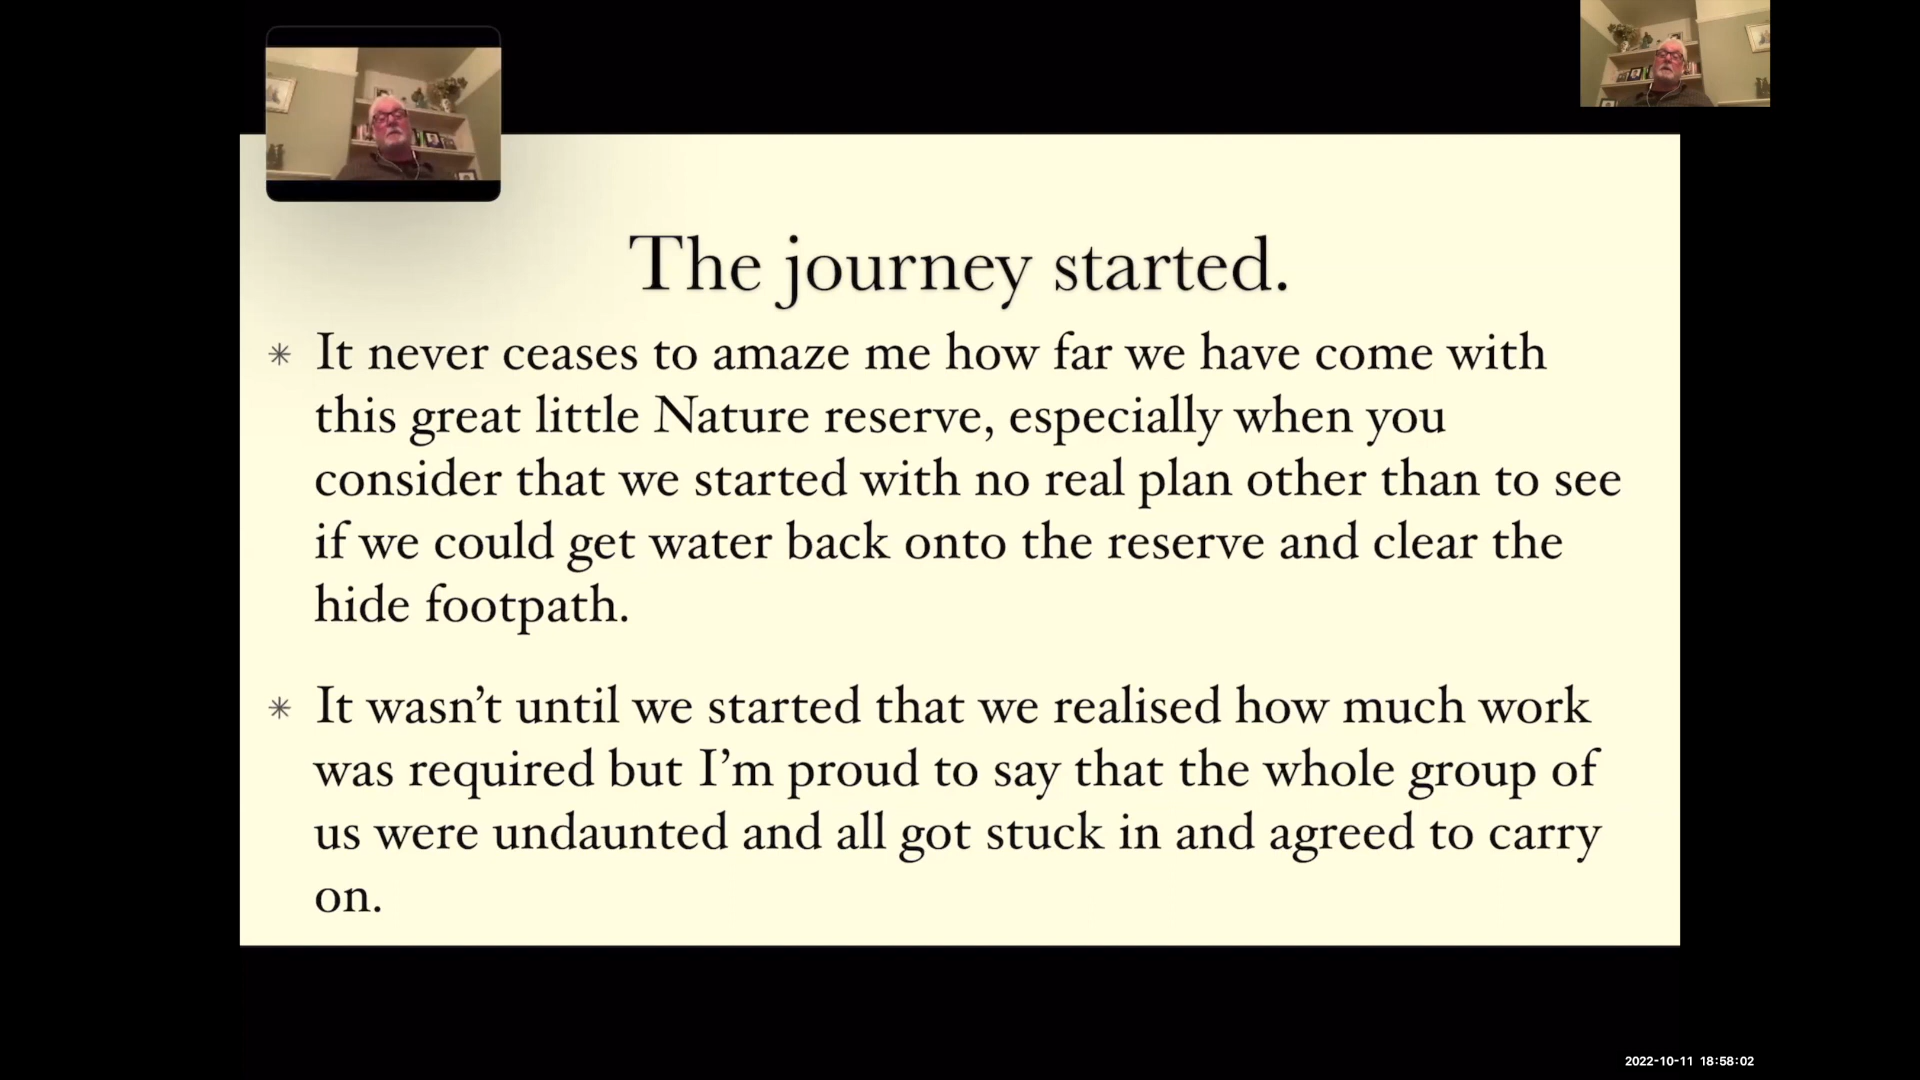 The journey started.
✳ It never ceases to amaze me how far we have come with
this great little Nature reserve, especially when you
consider that we started with no real plan other than to see
if we could get water back onto the reserve and clear the
hide footpath.
✳ It wasn’t until we started that we realised how much work
was required but I’m proud to say that the whole group of
us were undaunted and all got stuck in and agreed to carry
on.
2022-10-11 18:58:02